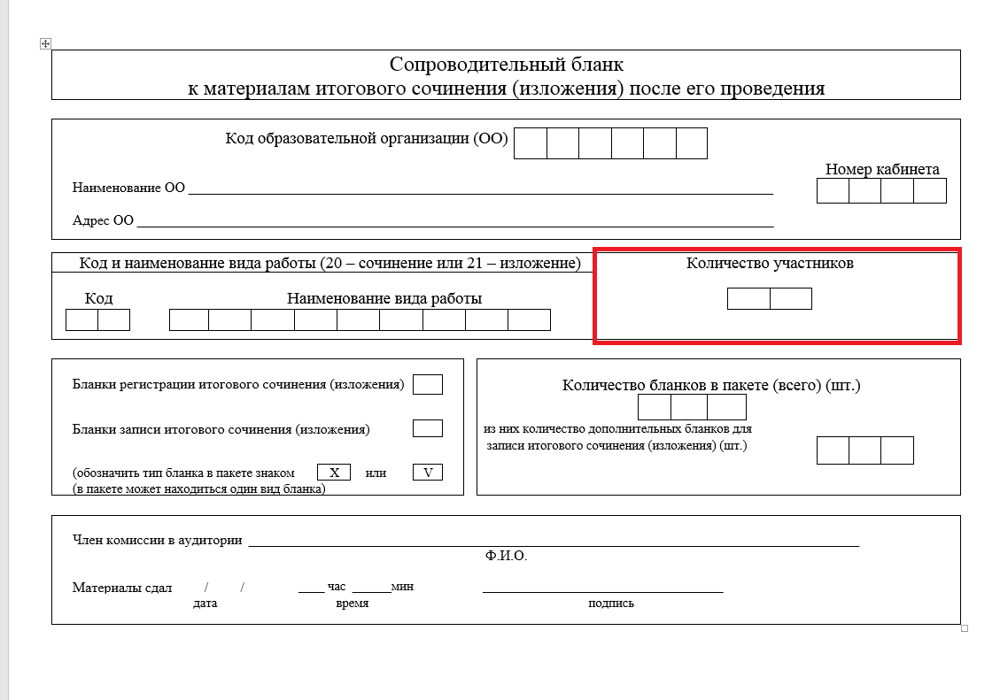 Сопроводительный бланк
к материалам итогового сочинения (изложения) после его проведения
Код образовательной организации (ОО)
Номер кабинета
Наименование ОО
Адрес ОО
Код и наименование вида работы (20 – сочинение или 21 – изложение)
Количество участников
Код
Наименование вида работы
Бланки регистрации итогового сочинения (изложения)
Бланки записи итогового сочинения (изложения)
(обозначить тип бланка в пакете знаком X или V
(в пакете может находиться один вид бланка)
Количество бланков в пакете (всего) (шт.)
из них количество дополнительных бланков для
записи итогового сочинения (изложения) (шт.)
Член комиссии в аудитории
Ф.И.О.
Материалы сдал / / ____ час ______мин
дата время подпись